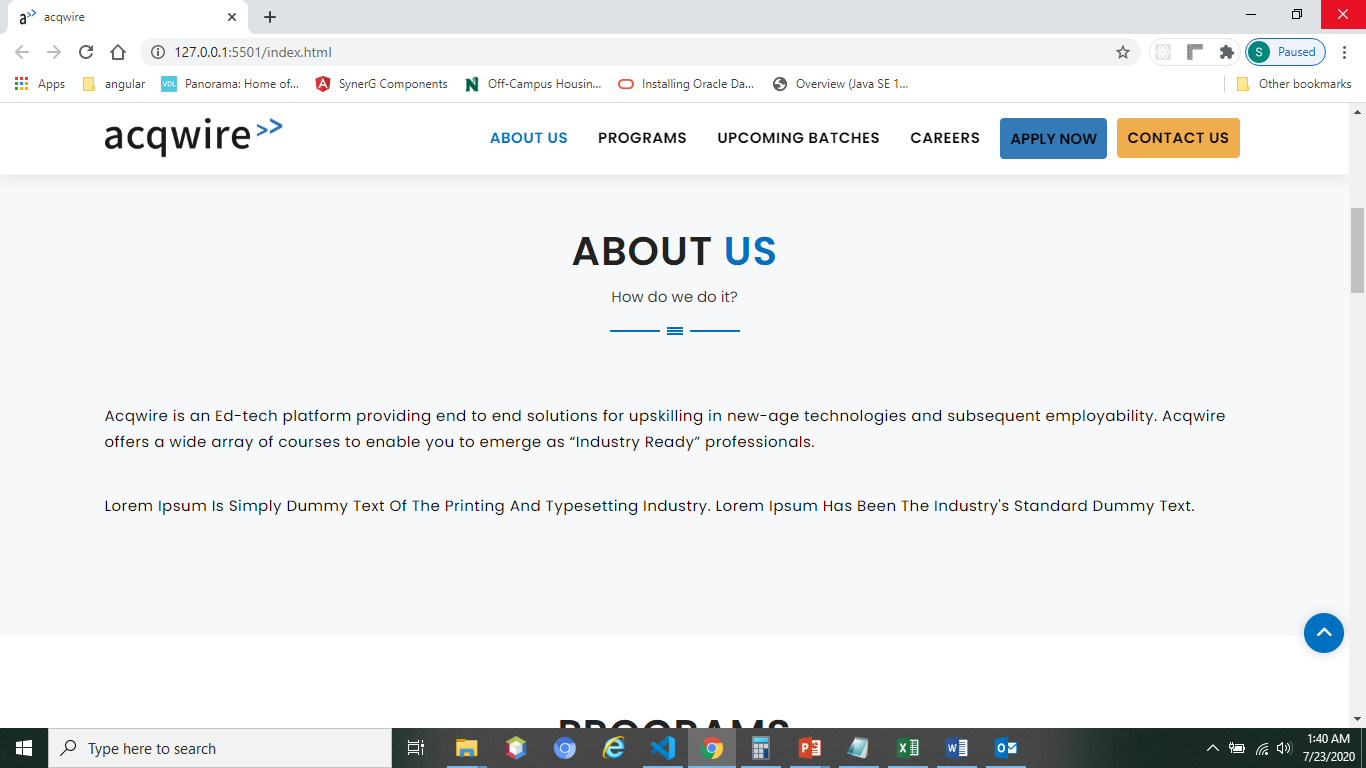 a>>
acqwire
127.0.0.1:5501/index.html
S
Paused
Apps
angular
VDL
Panorama: Home of...
A
SynerG Components
N
Off-Campus Housin...
Installing Oracle Da...
Overview (Java SE 1...
Other bookmarks
acqwire>>
ABOUT US
PROGRAMS
UPCOMING BATCHES
CAREERS
APPLY NOW
CONTACT US
ABOUT US
How do we do it?
Acqwire is an Ed-tech platform providing end to end solutions for upskilling in new-age technologies and subsequent employability. Acqwire
offers a wide array of courses to enable you to emerge as “Industry Ready” professionals.
Lorem Ipsum Is Simply Dummy Text Of The Printing And Typesetting Industry. Lorem Ipsum Has Been The Industry's Standard Dummy Text.
PROGRAMS
Type here to search
1:40 AM
7/23/2020